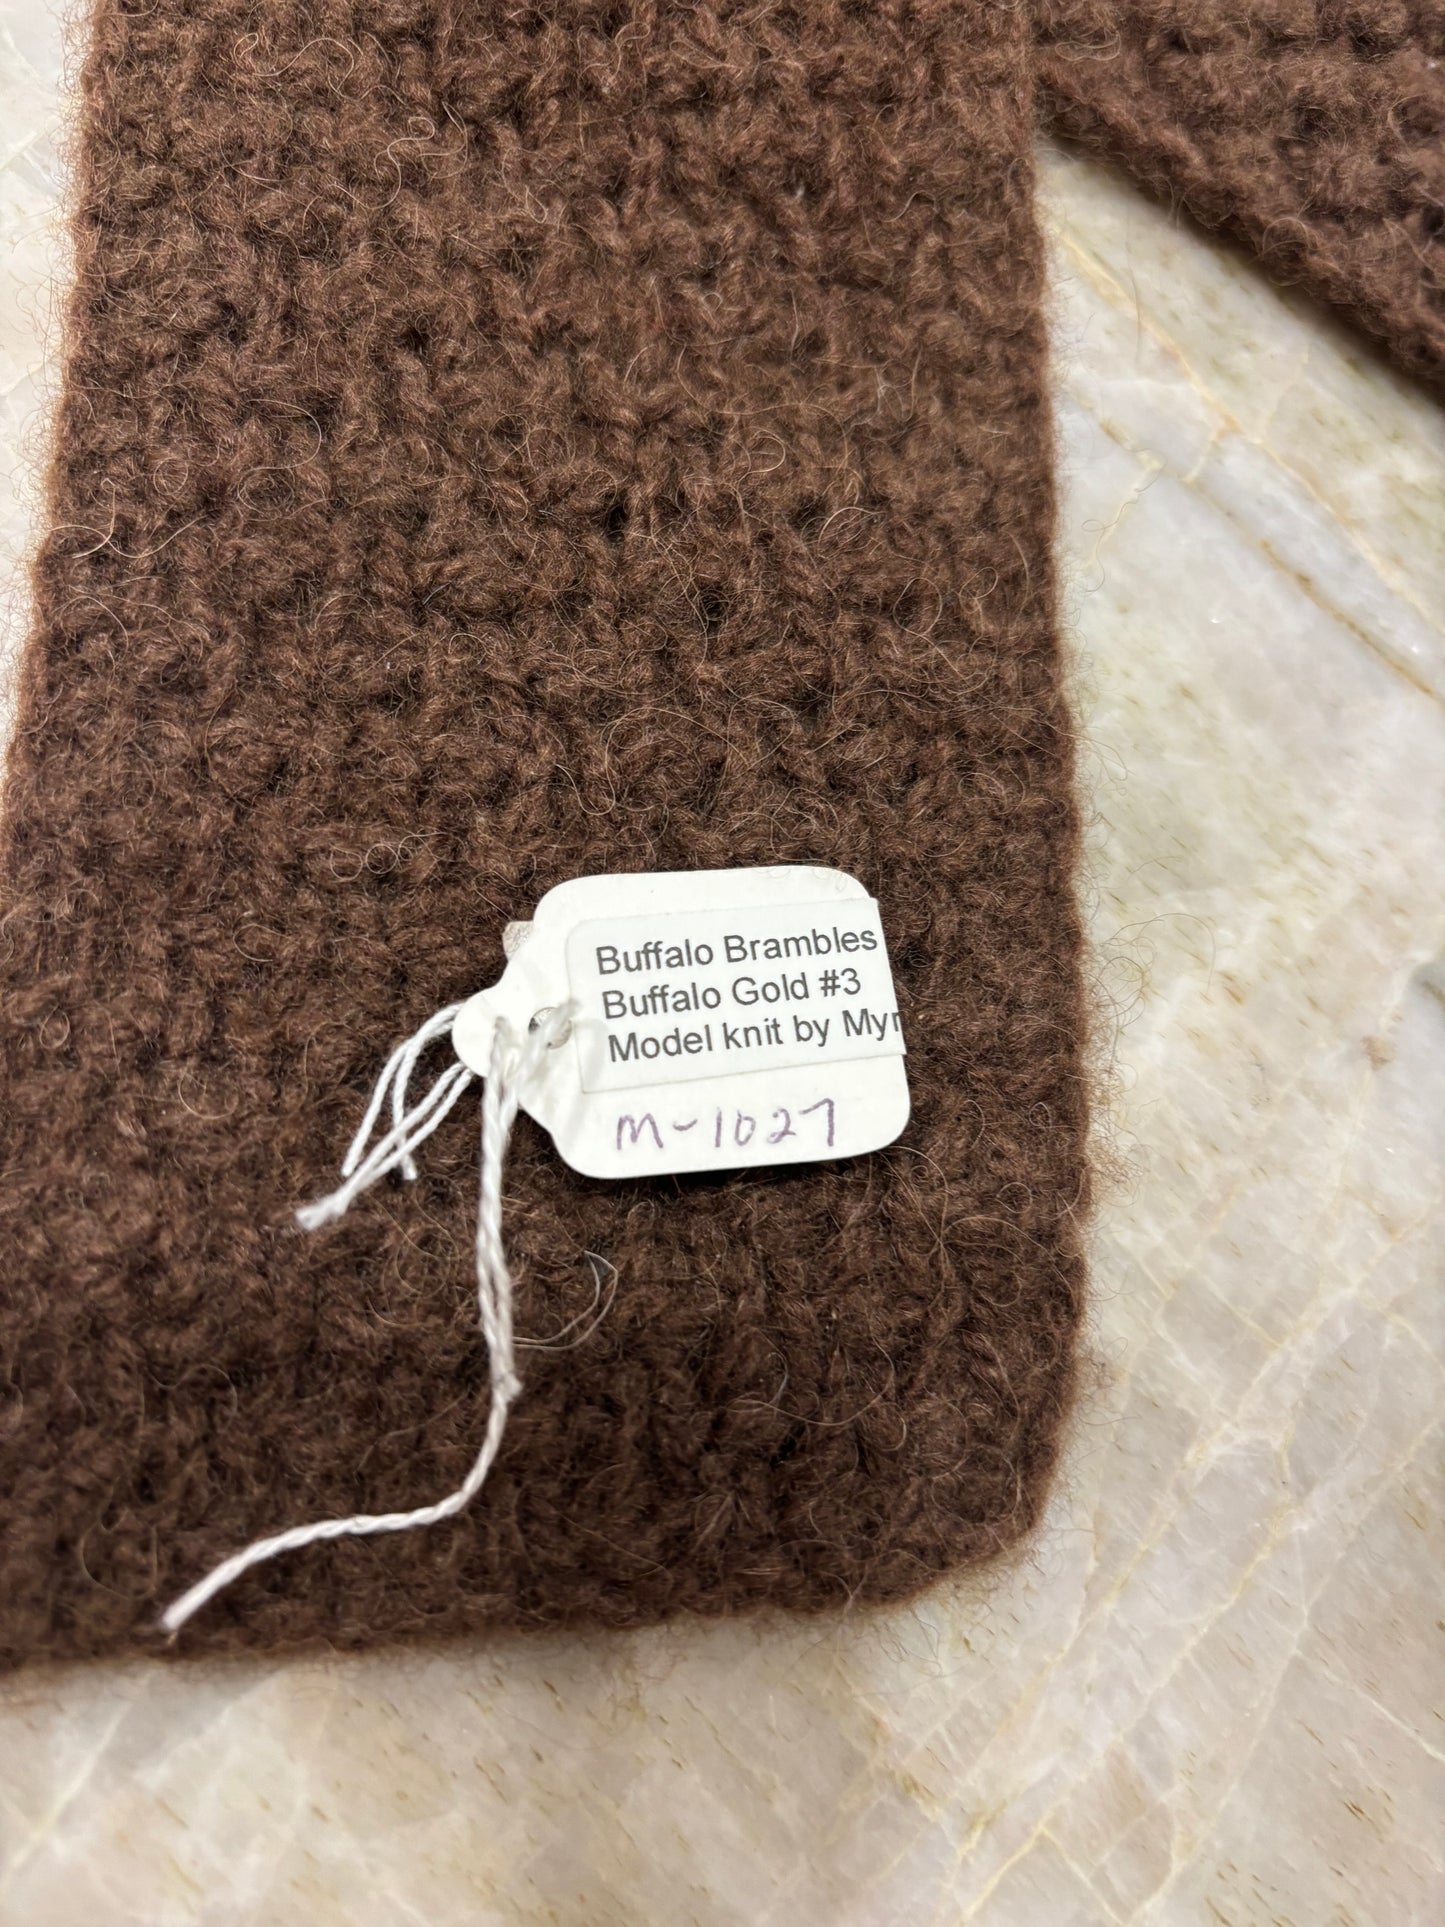 Buffalo Brambles
Buffalo Gold #3
Model knit by
M-1027